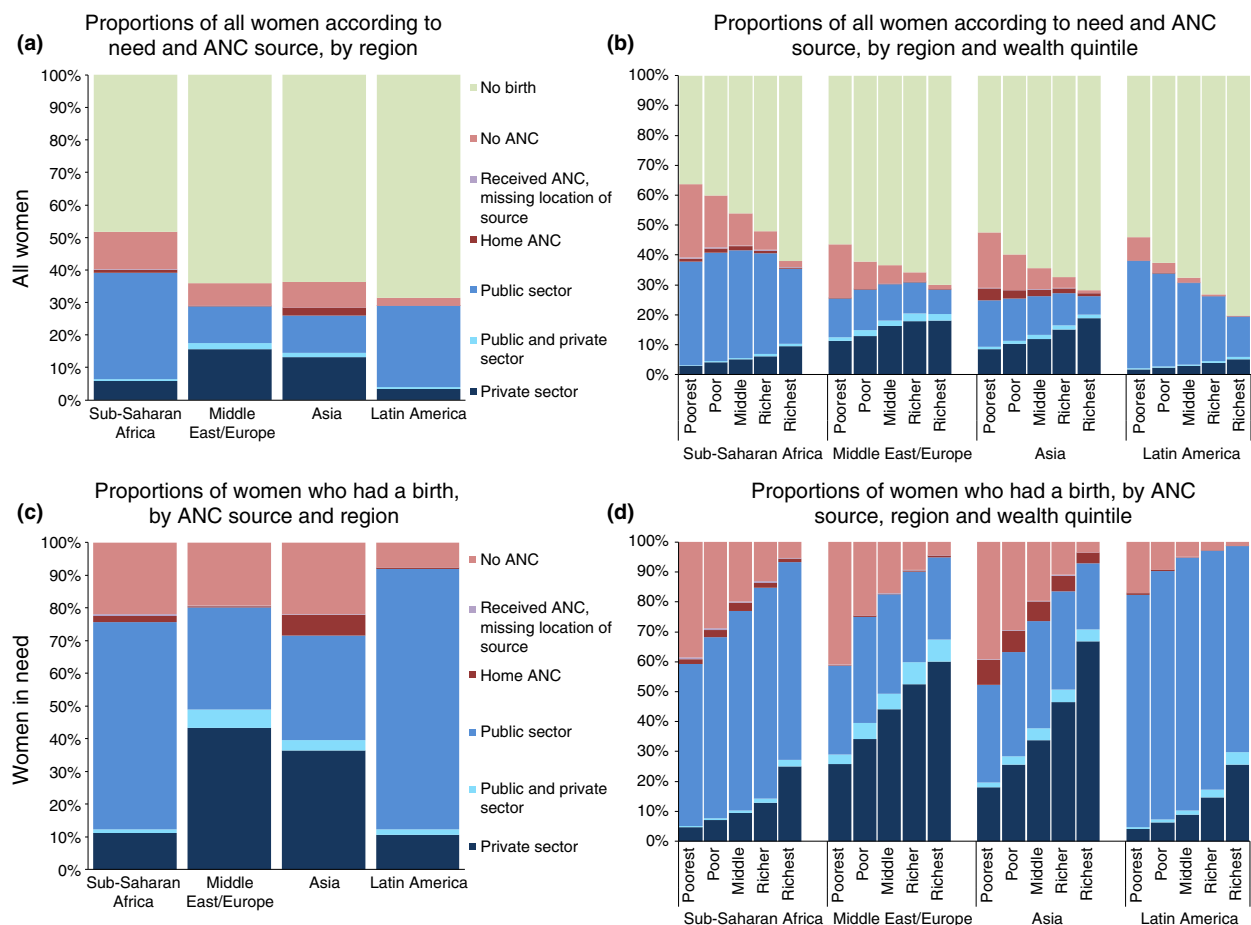 (a)
Proportions of all women according to
need and ANC source, by region
All women
100%
90%
80%
70%
60%
50%
40%
30%
20%
10%
0%
Sub-Saharan
Africa
Middle
East/Europe
Asia
Latin America
No birth
No ANC
Received ANC,
missing location of
source
Home ANC
Public sector
Public and private
sector
Private sector
(b)
Proportions of all women according to need and ANC
source, by region and wealth quintile
100%
90%
80%
70%
60%
50%
40%
30%
20%
10%
0%
Poorest
Poor
Middle
Richer
Richest
Poorest
Poor
Middle
Richer
Richest
Poorest
Poor
Middle
Richer
Richest
Poorest
Poor
Middle
Richer
Richest
Sub-Saharan Africa
Middle East/Europe
Asia
Latin America
(c)
Proportions of women who had a birth,
by ANC source and region
Women in need
100%
90%
80%
70%
60%
50%
40%
30%
20%
10%
0%
Sub-Saharan
Africa
Middle
East/Europe
Asia
Latin America
No ANC
Received ANC,
missing location of
source
Home ANC
Public sector
Public and private
sector
Private sector
(d)
Proportions of women who had a birth, by ANC
source, region and wealth quintile
100%
90%
80%
70%
60%
50%
40%
30%
20%
10%
0%
Poorest
Poor
Middle
Richer
Richest
Poorest
Poor
Middle
Richer
Richest
Poorest
Poor
Middle
Richer
Richest
Poorest
Poor
Middle
Richer
Richest
Sub-Saharan Africa
Middle East/Europe
Asia
Latin America